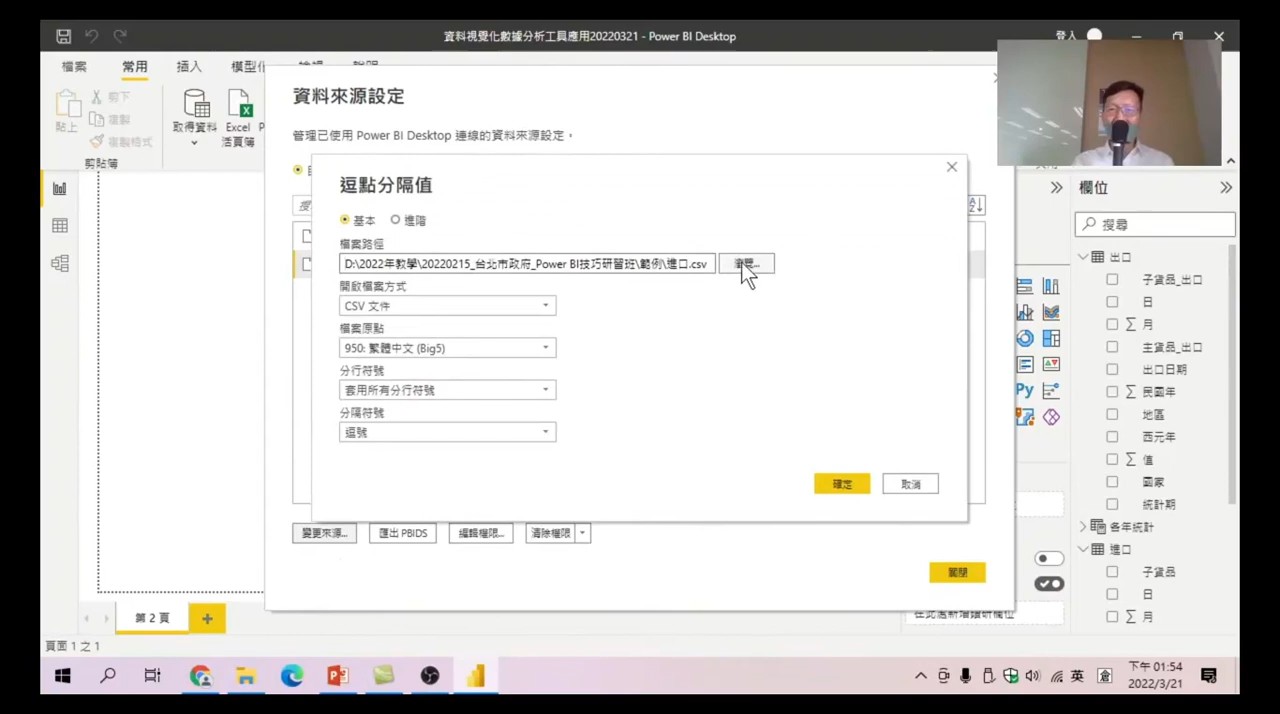 資料視覺化數據分析工具應用20220321 - Power BI Desktop
登入
檔案
常用
插入
貼上
剪下
複製
複製格式
剪貼簿
取得資料
Excel
活頁簿
資料來源設定
管理已使用 Power BI Desktop 連線的資料來源設定。
逗點分隔值
基本
進階
檔案路徑
D:\2022年教學\20220215_台北市政府_Power BI技巧研習班\範例\進口.csv
瀏覽...
開啟檔案方式
CSV 文件
檔案原點
950: 繁體中文 (Big5)
分行符號
套用所有分行符號
分隔符號
逗號
確定
取消
變更來源...
匯出 PBIDS
編輯權限...
清除權限
關閉
欄位
搜尋
出口
子貨品_出口
日
月
主貨品_出口
出口日期
民國年
地區
西元年
值
國家
統計期
各年統計
進口
子貨品
日
月
Py
第 2 頁
頁面 1 之 1
英
倉
下午 01:54
2022/3/21